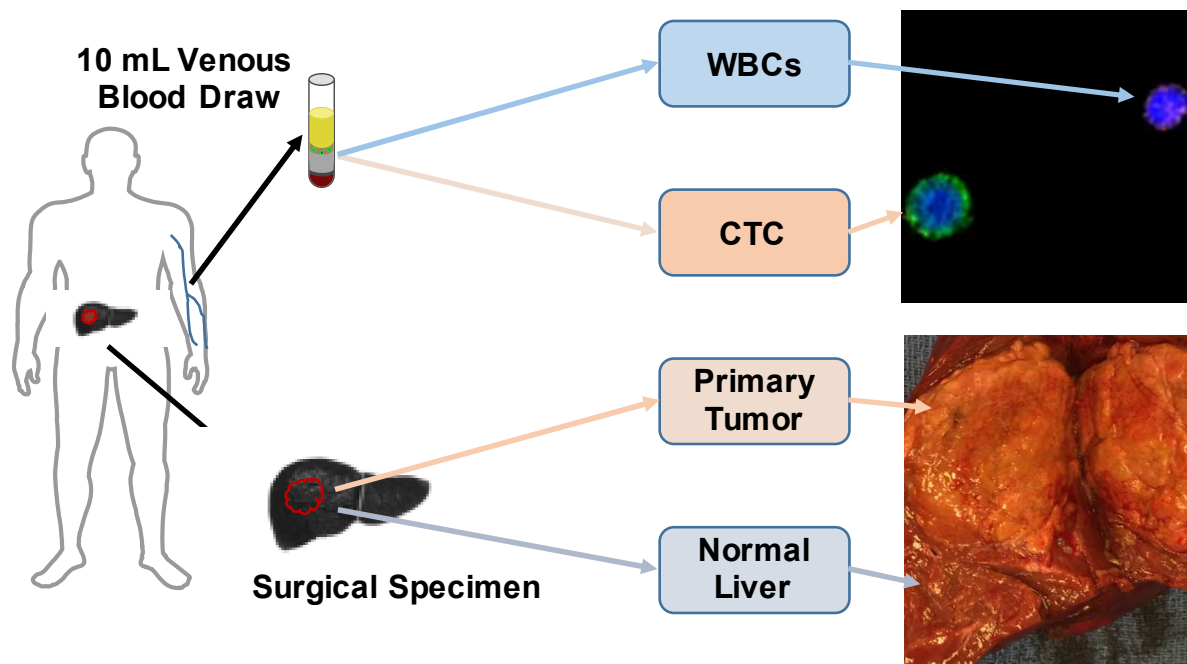 10 mL Venous
Blood Draw
WBCs
CTC
Primary
Tumor
Normal
Liver
Surgical Specimen